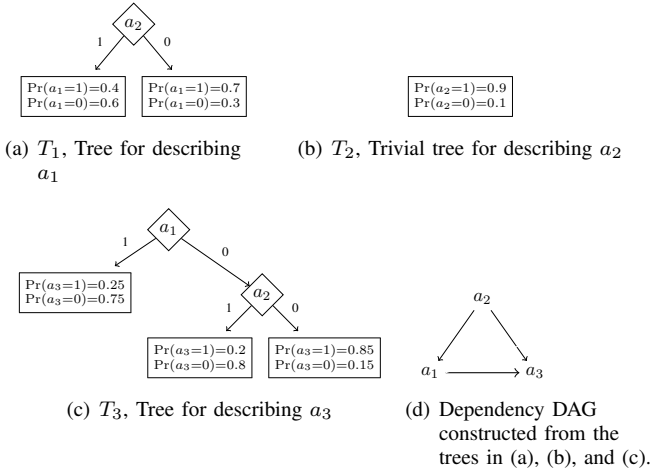 a₂
1 0
Pr(a₁=1)=0.4 Pr(a₁=1)=0.7 Pr(a₂=1)=0.9
Pr(a₁=0)=0.6 Pr(a₁=0)=0.3 Pr(a₂=0)=0.1
(a) T₁, Tree for describing a₁
(b) T₂, Trivial tree for describing a₂
a₁
1 0
Pr(a₃=1)=0.25
Pr(a₃=0)=0.75
a₂
1 0
Pr(a₃=1)=0.2 Pr(a₃=1)=0.85
Pr(a₃=0)=0.8 Pr(a₃=0)=0.15
(c) T₃, Tree for describing a₃
a₂
a₁ a₃
(d) Dependency DAG
constructed from the
trees in (a), (b), and (c).